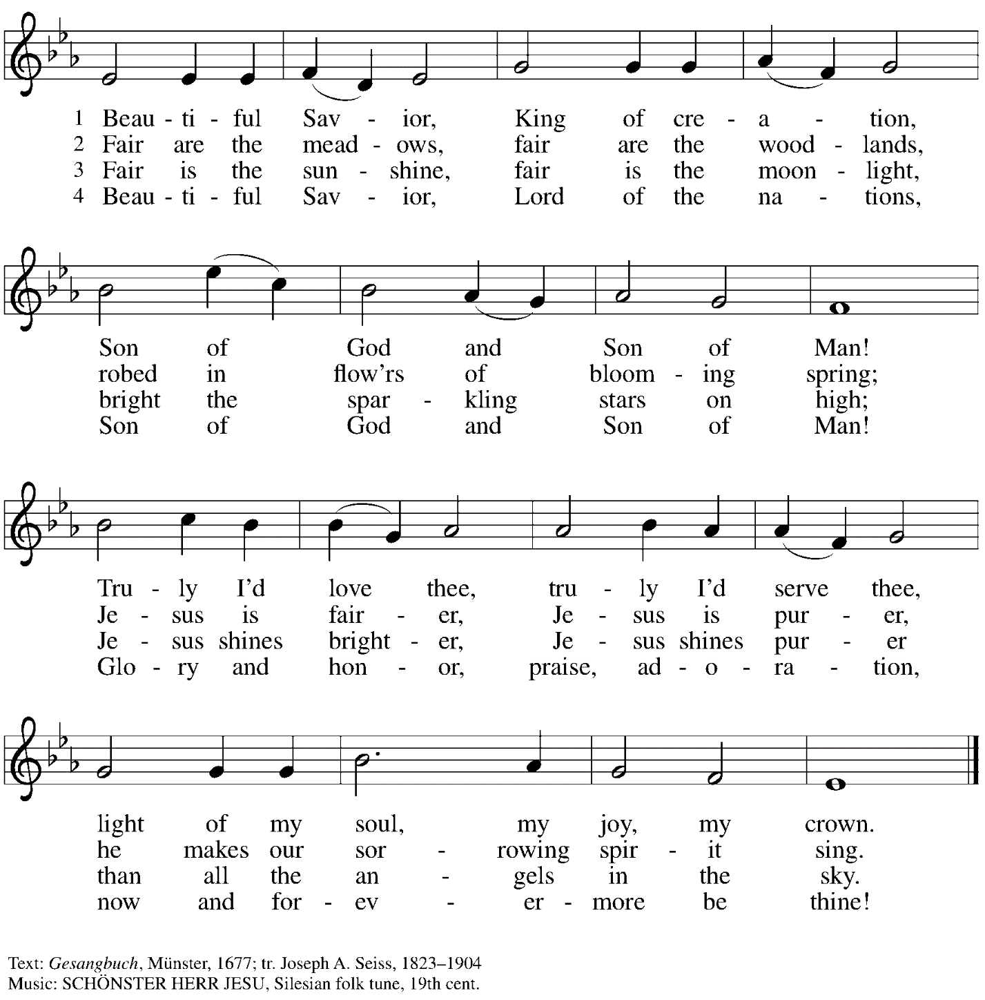 1 Beau - ti - ful Sav - ior, King of cre - a - tion,
2 Fair are the mead - ows, fair are the wood - lands,
3 Fair is the sun - shine, fair is the moon - light,
4 Beau - ti - ful Sav - ior, Lord of the na - tions,
Son of God and Son of Man!
robed in flow'rs of bloom - ing spring;
bright the spar - kling stars on high;
Son of God and Son of Man!
Tru - ly I'd love thee, tru - ly I'd serve thee,
Je - sus is fair - er, Je - sus is pur - er,
Je - sus shines bright - er, Je - sus shines pur - er
Glo - ry and hon - or, praise, ad - o - ra - tion,
light of my soul, my joy, my crown.
he makes our sor - rowing spir - it sing.
than all the an - gels in the sky.
now and for - ev - er - more be thine!
Text: Gesangbuch, Münster, 1677; tr. Joseph A. Seiss, 1823–1904
Music: SCHÖNSTER HERR JESU, Silesian folk tune, 19th cent.